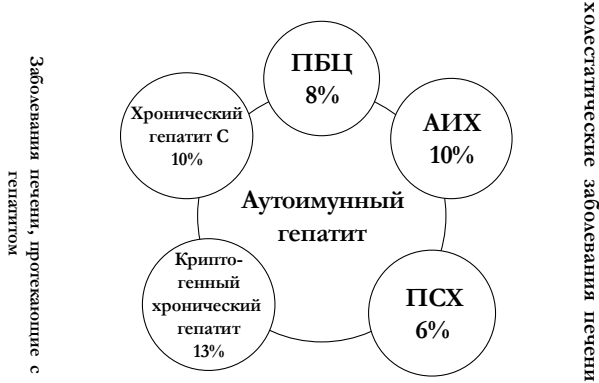 холестатические заболевания печени
Заболевания печени, протекающие с
гепатитом
ПБЦ
8%
Хронический
гепатит С
10%
АИХ
10%
Аутоимунный
гепатит
Крипто-
генный
хронический
гепатит
13%
ПСХ
6%